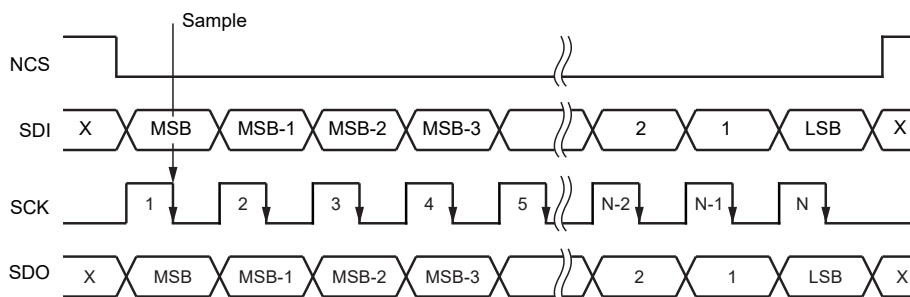 Sample
NCS
SDI X MSB MSB-1 MSB-2 MSB-3 2 1 LSB X
SCK 1 2 3 4 5 N-2 N-1 N
SDO X MSB MSB-1 MSB-2 MSB-3 2 1 LSB X